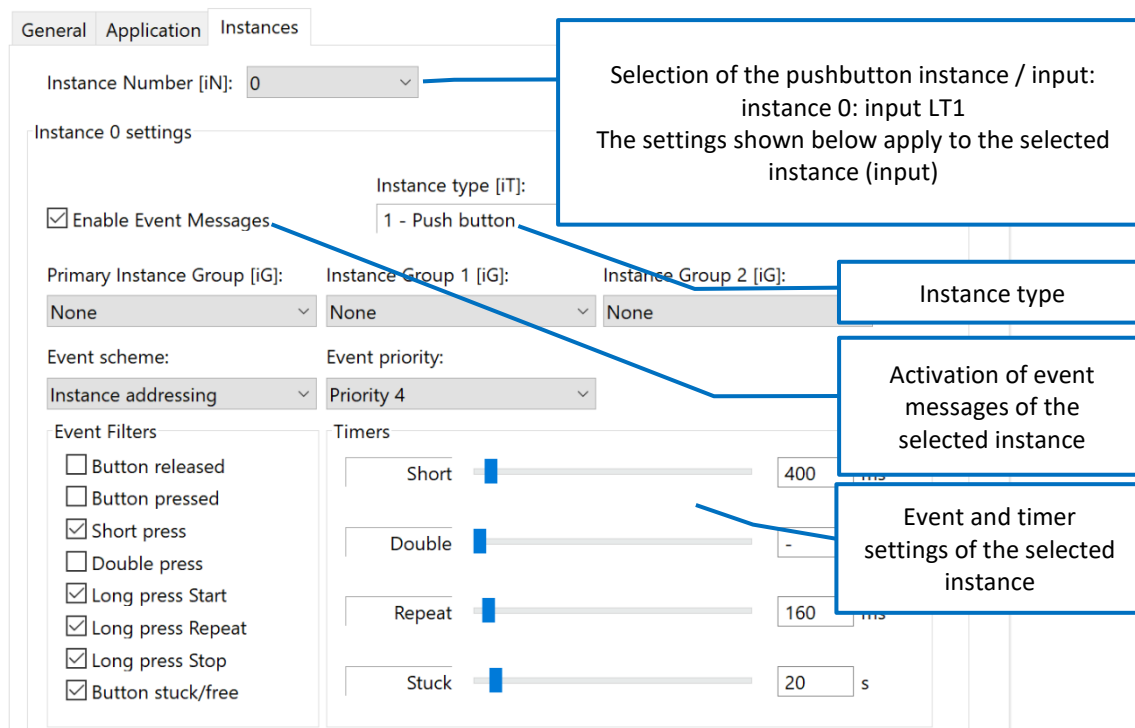 General Application Instances
Instance Number [iN]: 0
Selection of the pushbutton instance / input:
instance 0: input LT1
The settings shown below apply to the selected
instance (input)
Instance 0 settings
Instance type [iT]:
Enable Event Messages
1 - Push button
Primary Instance Group [iG]: Instance Group 1 [iG]: Instance Group 2 [iG]:
None None None
Instance type
Event scheme: Event priority:
Instance addressing Priority 4
Activation of event
messages of the
selected instance
Event Filters
Button released
Button pressed
Short press
Double press
Long press Start
Long press Repeat
Long press Stop
Button stuck/free
Timers
Short 400 ms
Double -
Repeat 160 ms
Stuck 20 s
Event and timer
settings of the selected
instance